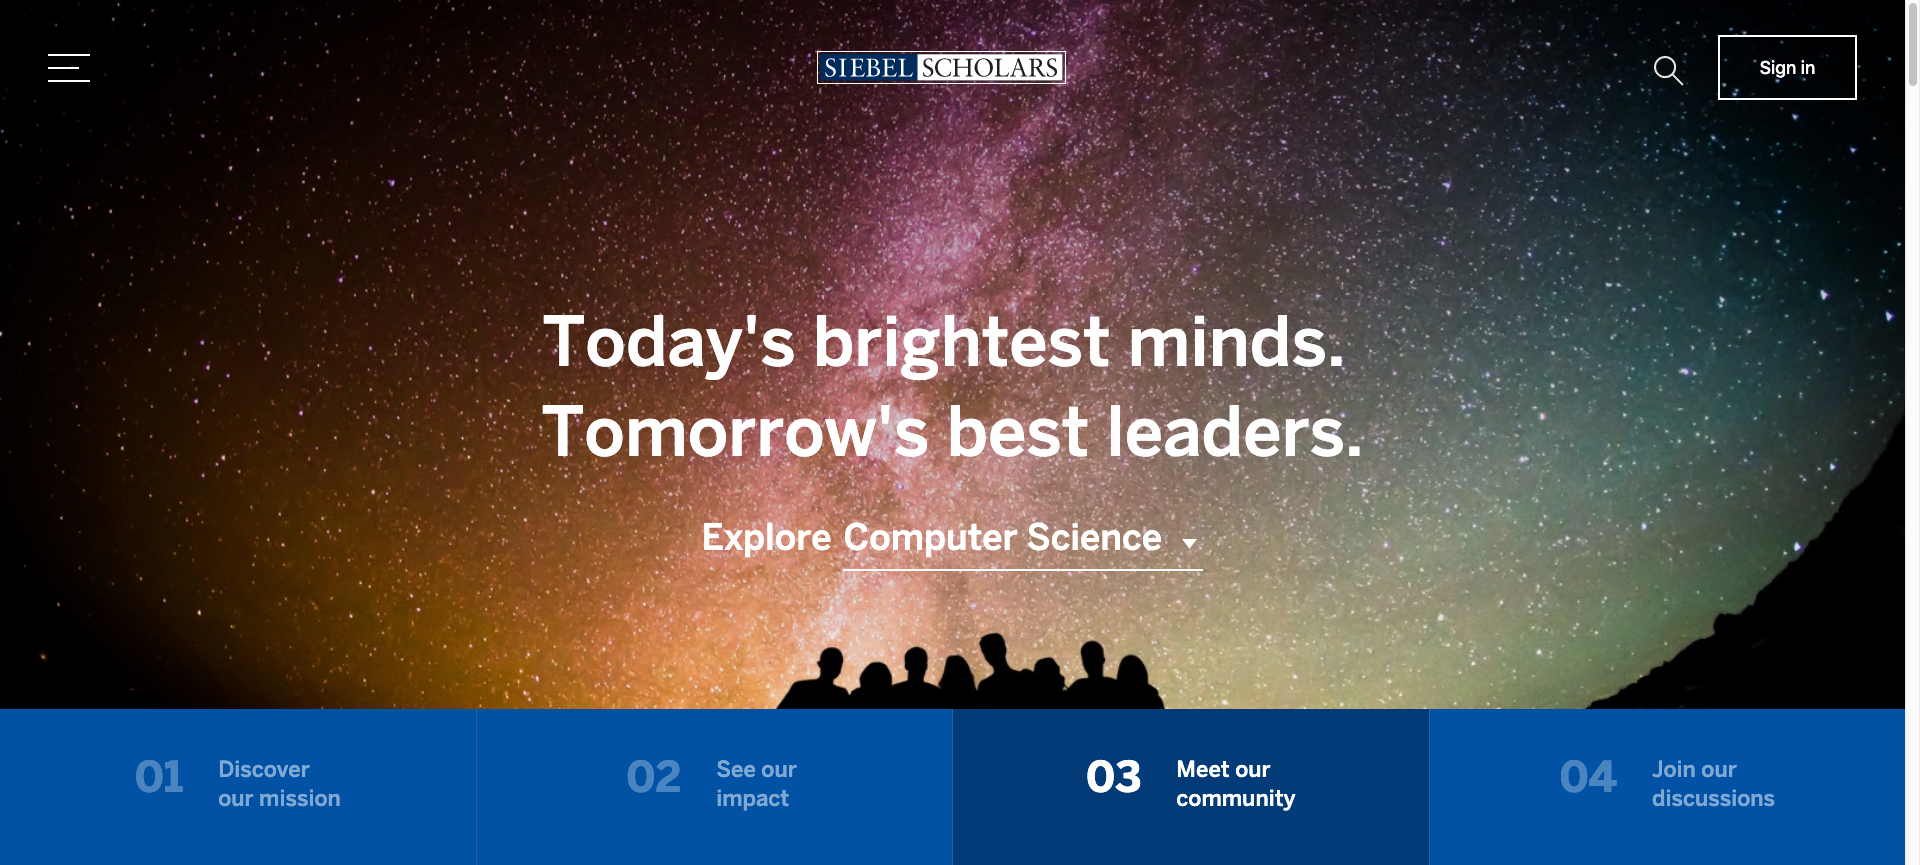 SIEBEL SCHOLARS
Sign in
Today's brightest minds.
Tomorrow's best leaders.
Explore Computer Science
01 Discover
our mission
02 See our
impact
03 Meet our
community
04 Join our
discussions